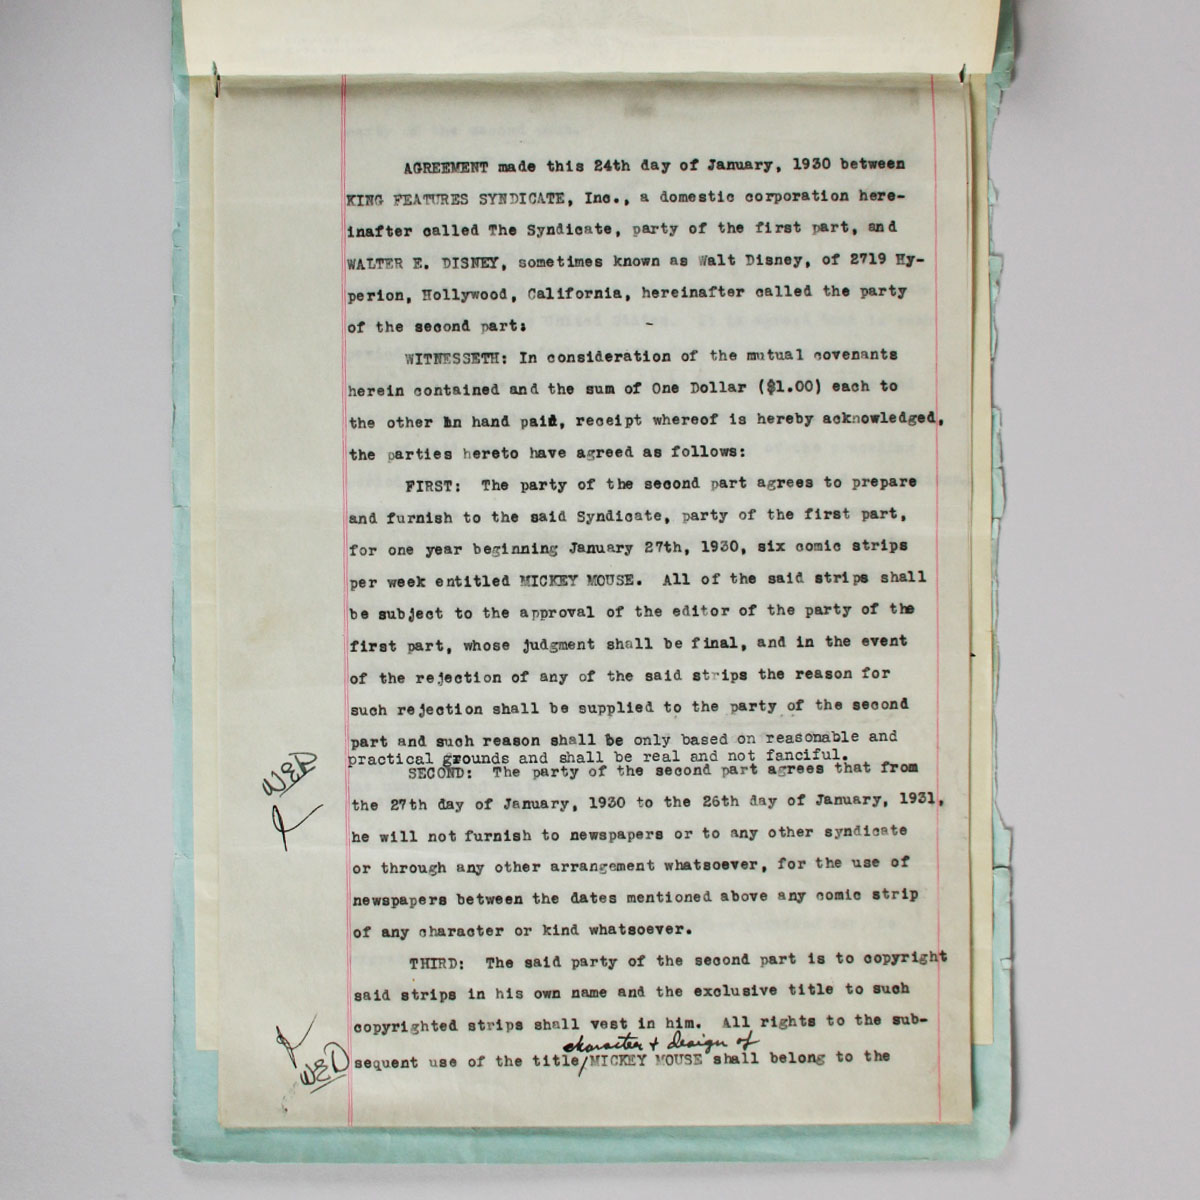 AGREEMENT made this 24th day of January, 1930 between
KING FEATURES SYNDICATE, Inc., a domestic corporation here-
inafter called The Syndicate, party of the first part, and
WALTER E. DISNEY, sometimes known as Walt Disney, of 2719 Hy-
perion, Hollywood, California, hereinafter called the party
of the second part:
WITNESSETH: In consideration of the mutual covenants
herein contained and the sum of One Dollar ($1.00) each to
the other in hand paid, receipt whereof is hereby acknowledged,
the parties hereto have agreed as follows:
FIRST: The party of the second part agrees to prepare
and furnish to the said Syndicate, party of the first part,
for one year beginning January 27th, 1930, six comic strips
per week entitled MICKEY MOUSE. All of the said strips shall
be subject to the approval of the editor of the party of the
first part, whose judgment shall be final, and in the event
of the rejection of any of the said strips the reason for
such rejection shall be supplied to the party of the second
part and such reason shall be only based on reasonable and
practical grounds and shall be real and not fanciful.
WED
SECOND: The party of the second part agrees that from
the 27th day of January, 1930 to the 26th day of January, 1931,
he will not furnish to newspapers or to any other syndicate
or through any other arrangement whatsoever, for the use of
newspapers between the dates mentioned above any comic strip
of any character or kind whatsoever.
THIRD: The said party of the second part is to copyright
said strips in his own name and the exclusive title to such
copyrighted strips shall vest in him. All rights to the sub-
character + design of
WED
sequent use of the title/MICKEY MOUSE shall belong to the